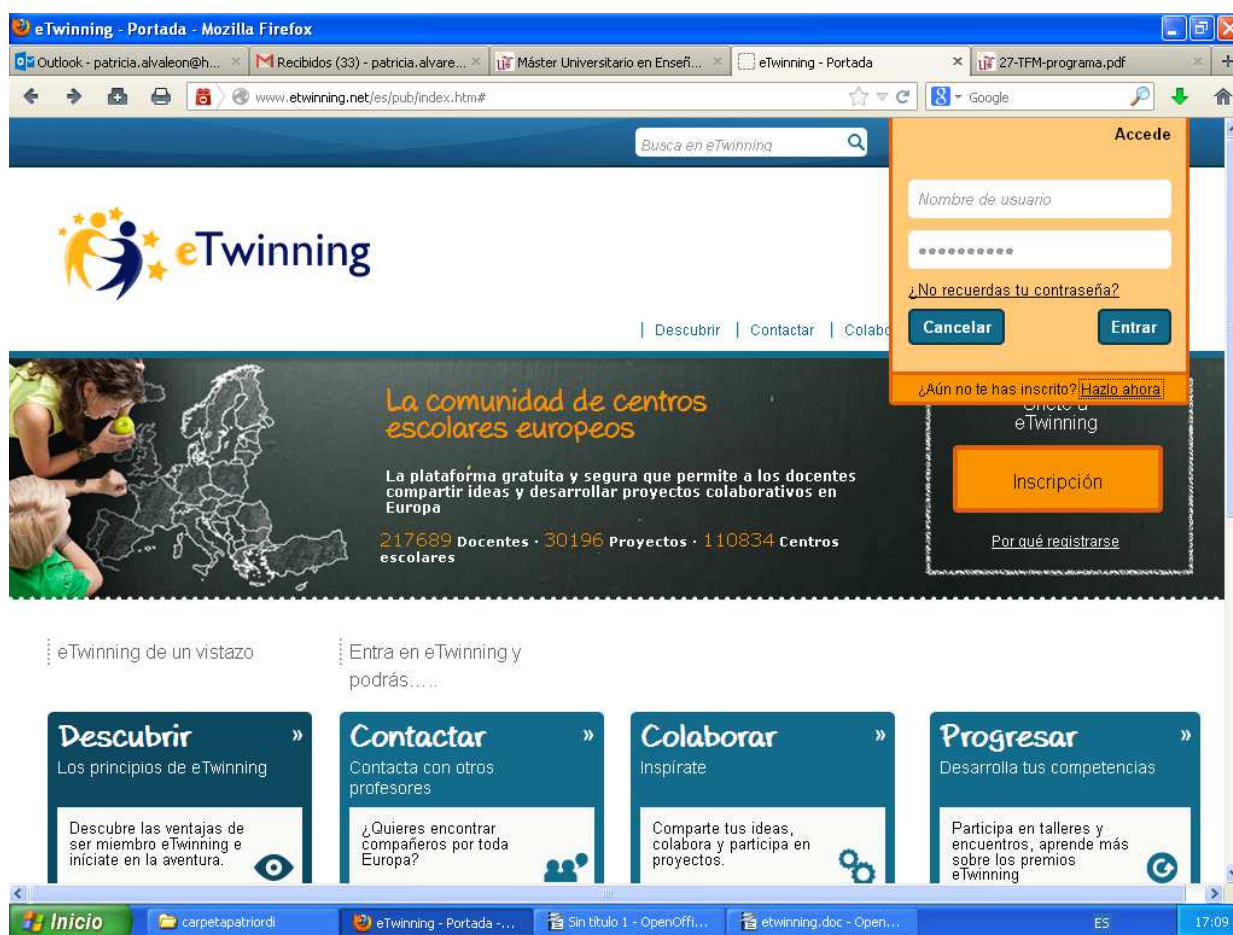 eTwinning - Portada - Mozilla Firefox
Outlook - patricia.alvaleon@h...
Recibidos (33) - patricia.alvare...
Máster Universitario en Enseñ...
eTwinning - Portada
27-TFM-programa.pdf
www.etwinning.net/es/pub/index.htm#
Google
Busca en eTwinning
Accede
Nombre de usuario
¿No recuerdas tu contraseña?
Cancelar
Entrar
¿Aún no te has inscrito? Hazlo ahora
eTwinning
| Descubrir | Contactar | Colabo
La comunidad de centros
escolares europeos
La plataforma gratuita y segura que permite a los docentes
compartir ideas y desarrollar proyectos colaborativos en
Europa
217689 Docentes · 30196 Proyectos · 110834 Centros
escolares
eTwinning
Inscripción
Por qué registrarse
eTwinning de un vistazo
Entra en eTwinning y
podrás.....
Descubrir »
Los principios de eTwinning
Descubre las ventajas de
ser miembro eTwinning e
iníciate en la aventura.
Contactar »
Contacta con otros
profesores
¿Quieres encontrar
compañeros por toda
Europa?
Colaborar »
Inspírate
Comparte tus ideas,
colabora y participa en
proyectos.
Progresar »
Desarrolla tus competencias
Participa en talleres y
encuentros, aprende más
sobre los premios
eTwinning
Inicio
carpetapatriordi
eTwinning - Portada -...
Sin título 1 - OpenOffi...
etwinning.doc - Open...
ES
17:09